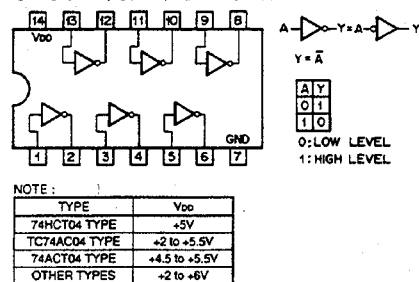 14 13 12 11 10 9 8
VDD
GND
1 2 3 4 5 6 7
A Y=A Y
Y = A̅
A Y
0 1
1 0
0: LOW LEVEL
1: HIGH LEVEL
NOTE:
TYPE VDD
74HCT04 TYPE +5V
TC74AC04 TYPE +2 to +5.5V
74ACT04 TYPE +4.5 to +5.5V
OTHER TYPES +2 to +6V